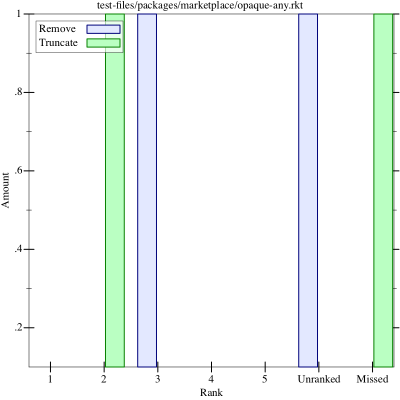 test-files/packages/marketplace/opaque-any.rkt
1
Remove
Truncate
.8
.6
.4
.2
Amount
1 2 3 4 5 Unranked Missed
Rank